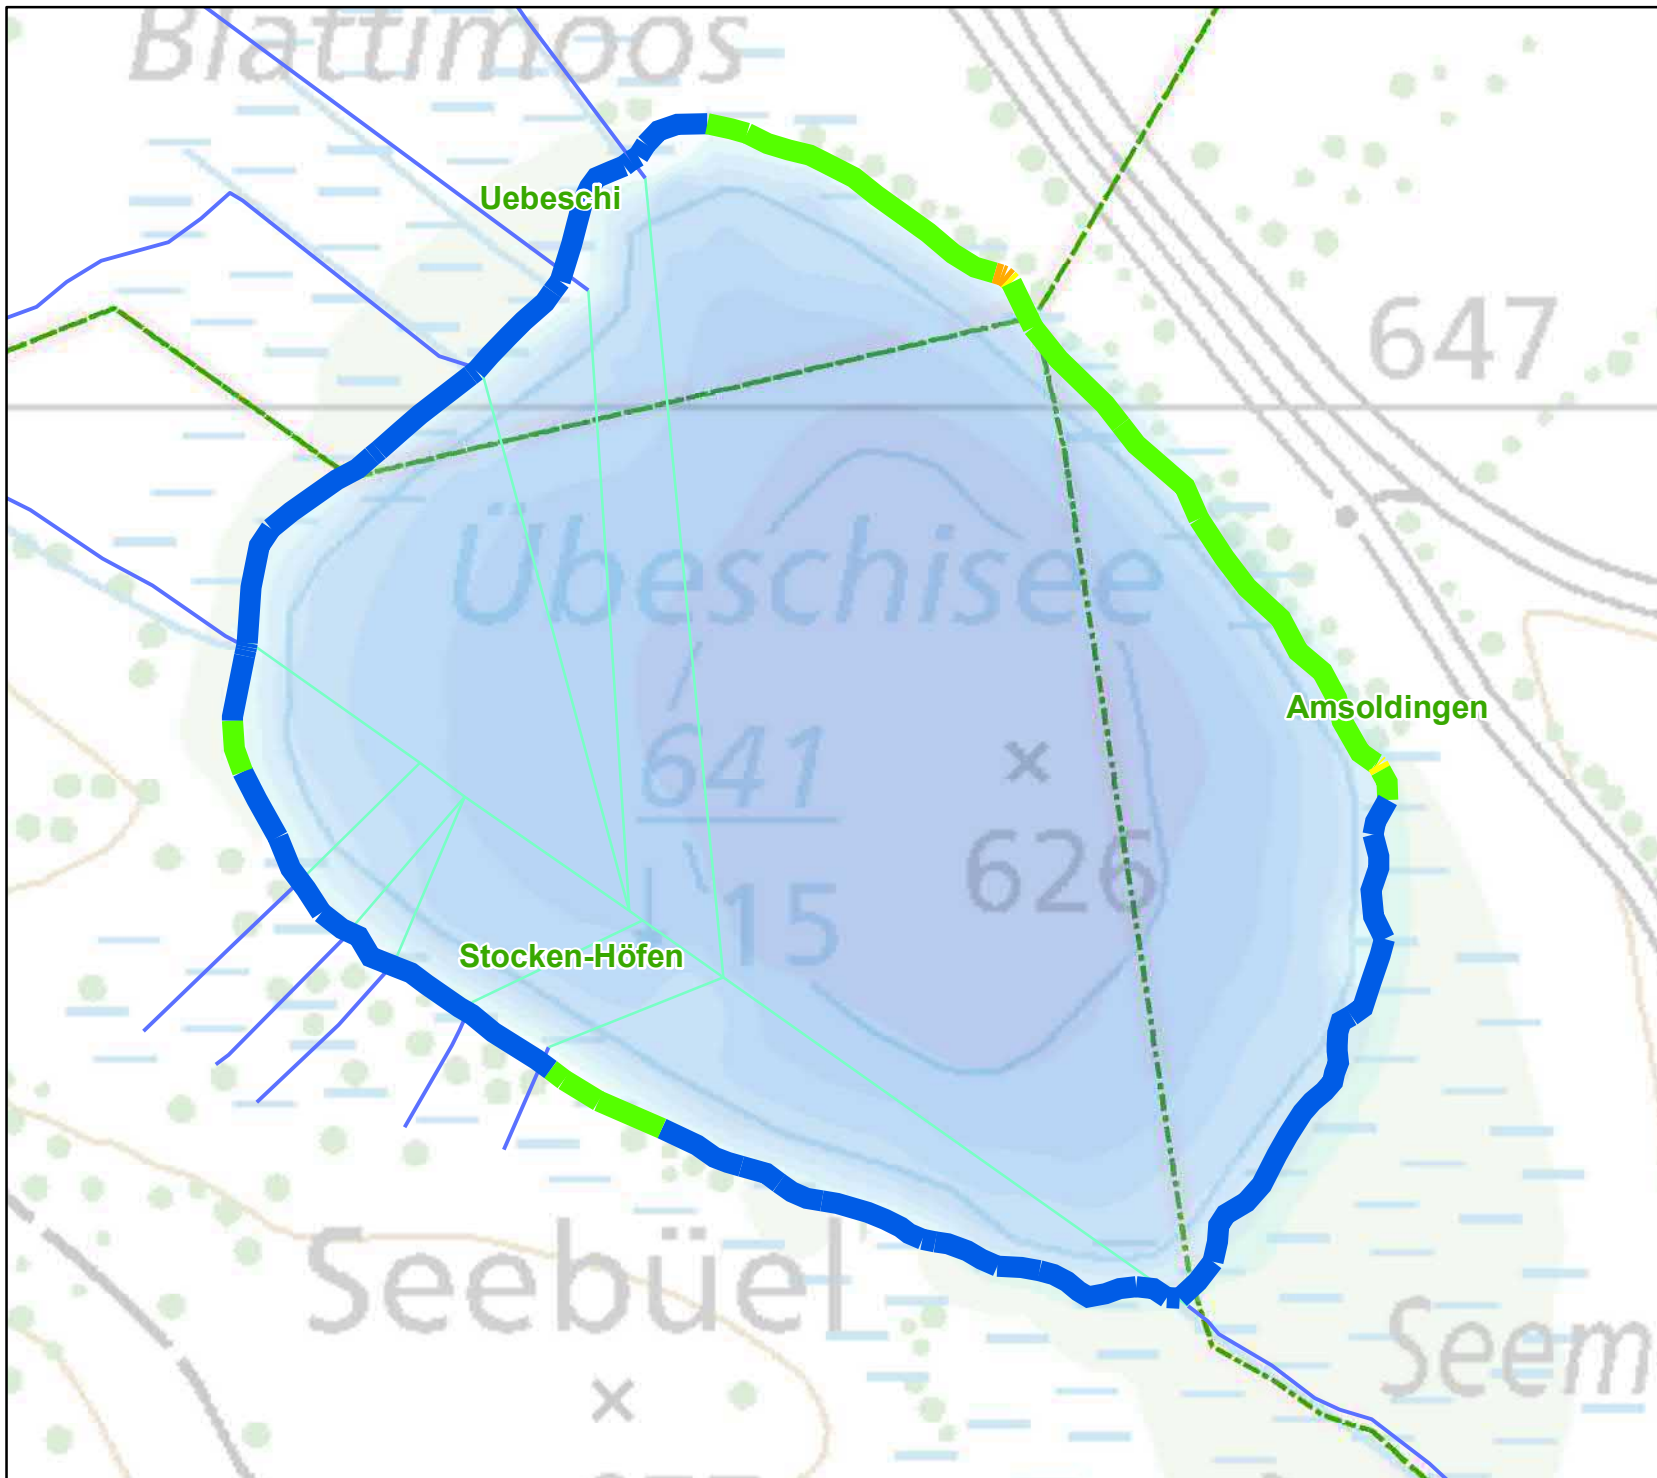 Blattimoos
Uebeschi
647
Übeschisee
Amsoldingen
641
626
15
Stocken-Höfen
Seebüel
Seem